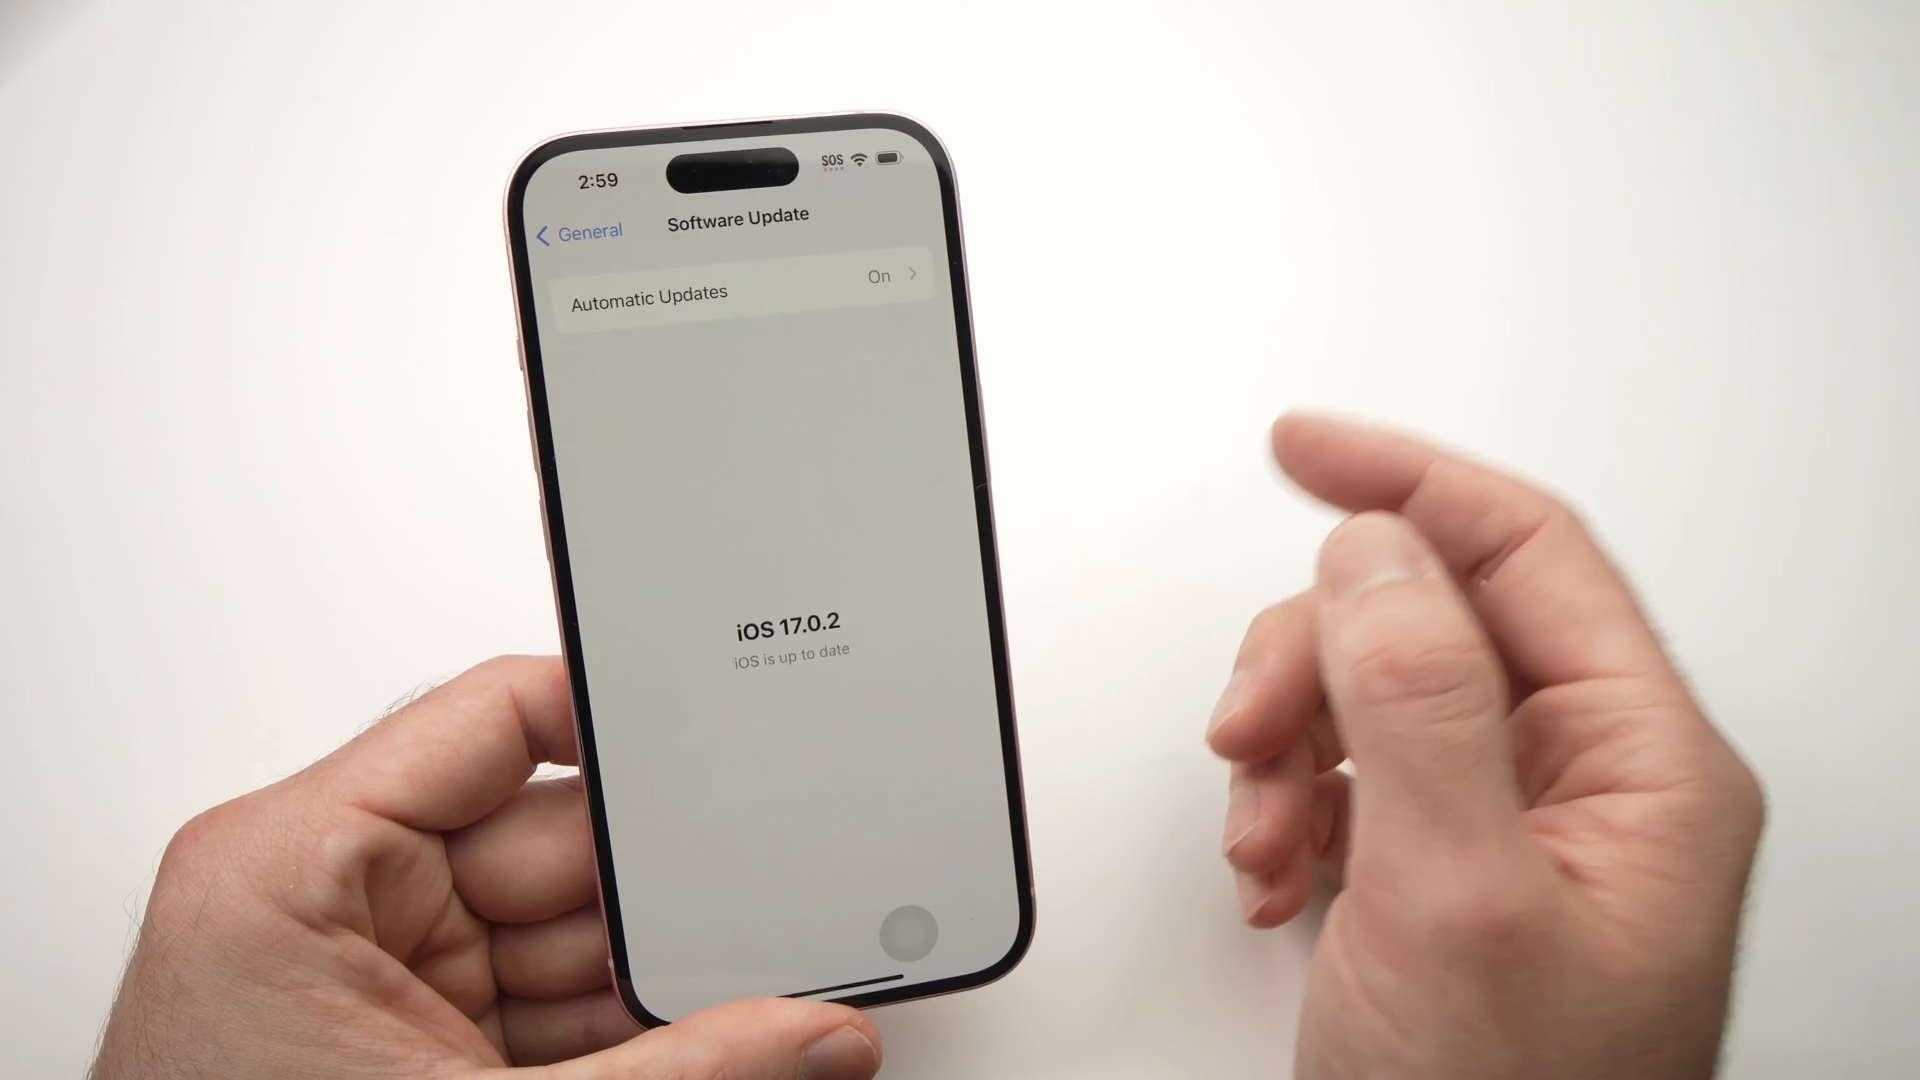 2:59
SOS
General
Software Update
Automatic Updates
On
iOS 17.0.2
iOS is up to date